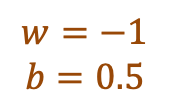 w = −1
b = 0.5